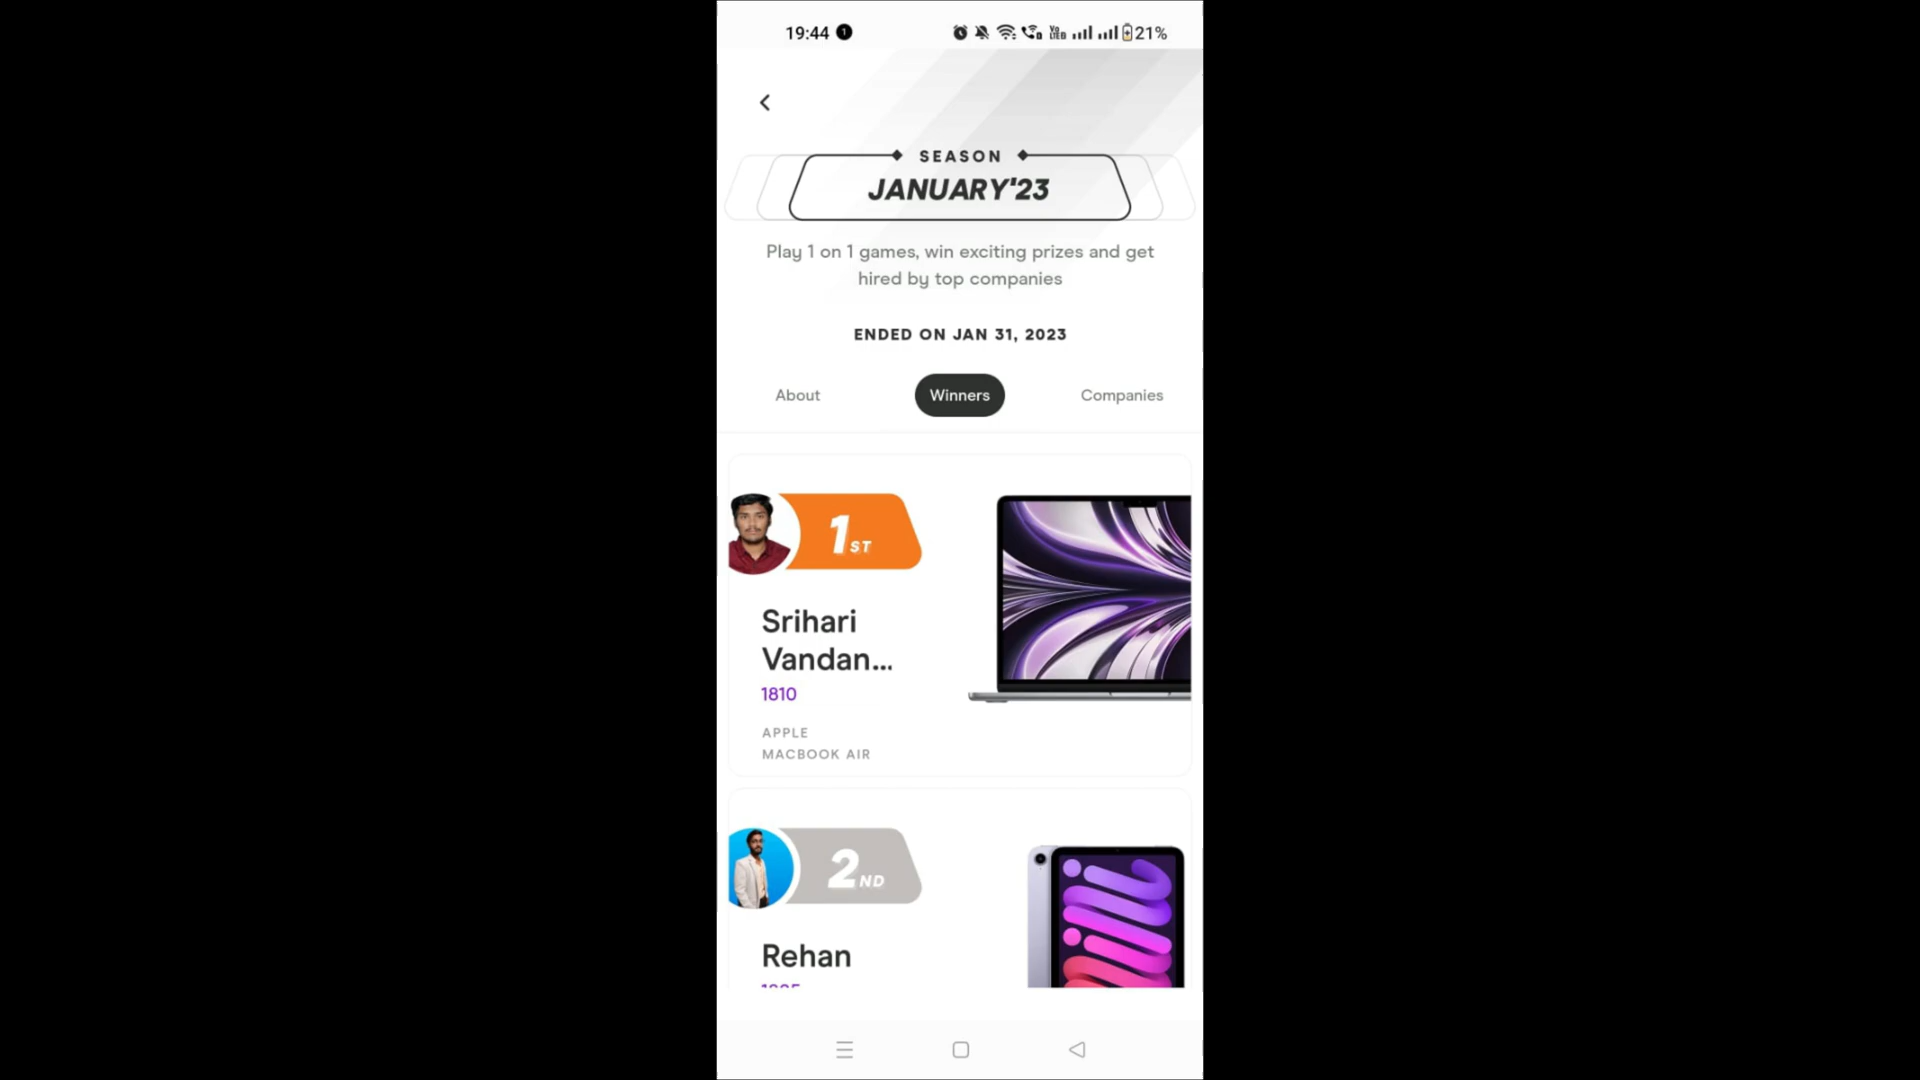 19:44 1 21%
SEASON
JANUARY'23
Play 1 on 1 games, win exciting prizes and get
hired by top companies
ENDED ON JAN 31, 2023
About Winners Companies
1ST
Srihari
Vandan...
1810
APPLE
MACBOOK AIR
2ND
Rehan